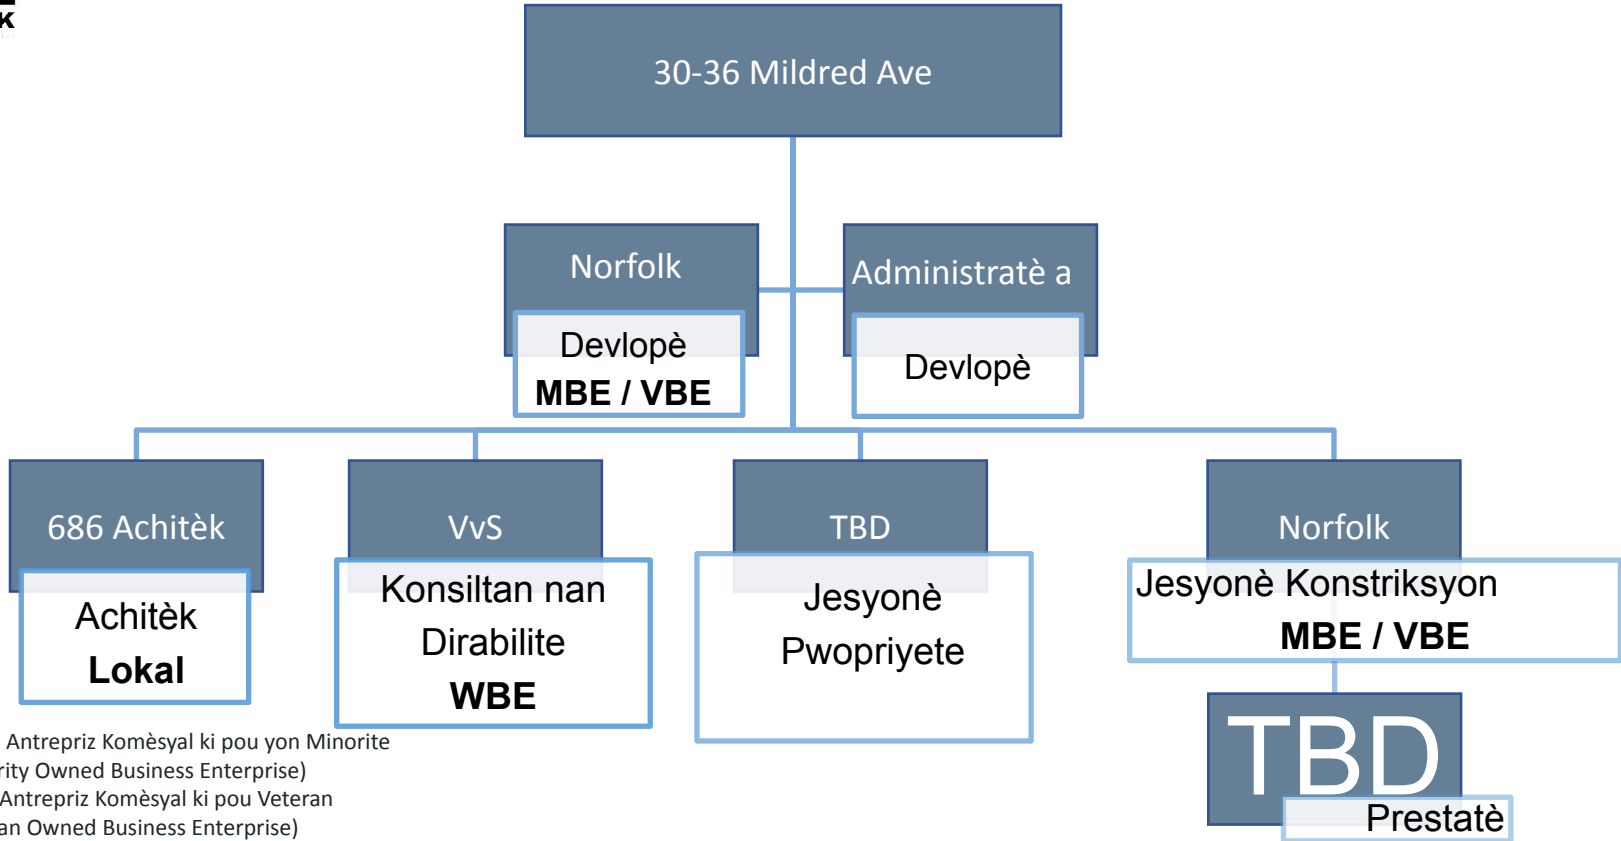 K
30-36 Mildred Ave
Norfolk
Devlopè
MBE / VBE
Administratè a
Devlopè
686 Achitèk
Achitèk
Lokal
VvS
Konsiltan nan
Dirabilite
WBE
TBD
Jesyonè
Pwopriyete
Norfolk
Jesyonè Konstriksyon
MBE / VBE
TBD
Prestatè
Antrepriz Komèsyal ki pou yon Minorite
rity Owned Business Enterprise)
Antrepriz Komèsyal ki pou Veteran
an Owned Business Enterprise)